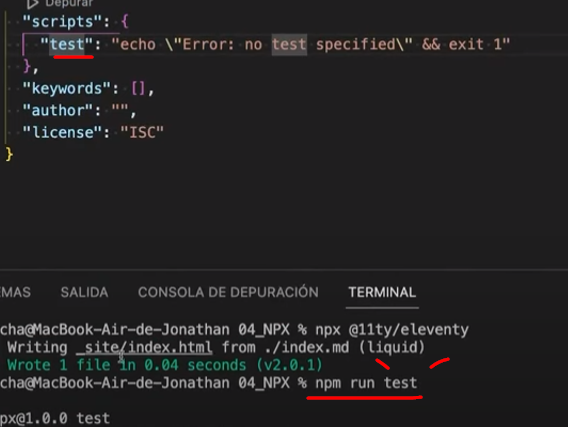 Depurar
"scripts": {
"test": "echo \"Error: no test specified\" && exit 1"
},
"keywords": [],
"author": "",
"license": "ISC"
}
SALIDA CONSOLA DE DEPURACIÓN TERMINAL
cha@MacBook-Air-de-Jonathan 04_NPX % npx @11ty/eleventy
Writing _site/index.html from ./index.md (liquid)
Wrote 1 file in 0.04 seconds (v2.0.1)
cha@MacBook-Air-de-Jonathan 04_NPX % npm run test
px@1.0.0 test